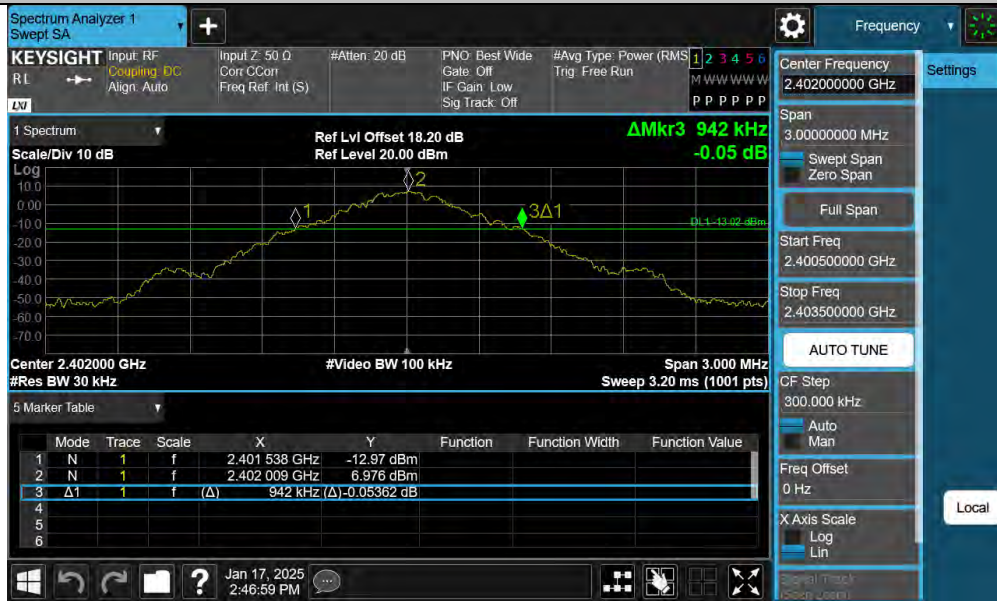 Spectrum Analyzer 1
Swept SA
+
Frequency
KEYSIGHT
RL
LXI
Input: RF
Coupling: DC
Align: Auto
Input Z: 50 Ω
Corr CCorr
Freq Ref: Int (S)
#Atten: 20 dB
PNO: Best Wide
Gate: Off
IF Gain: Low
Sig Track: Off
#Avg Type: Power (RMS
Trig: Free Run
1 2 3 4 5 6
M W W W W W
P P P P P P
1 Spectrum
Scale/Div 10 dB
Ref Lvl Offset 18.20 dB
Ref Level 20.00 dBm
ΔMkr3 942 kHz
-0.05 dB
Log
10.0
0.00
-10.0
-20.0
-30.0
-40.0
-50.0
-60.0
-70.0
1
2
3Δ1
DL1 -13.02 dBm
Center 2.402000 GHz
#Video BW 100 kHz
Span 3.000 MHz
#Res BW 30 kHz
Sweep 3.20 ms (1001 pts)
5 Marker Table
Mode Trace Scale X Y Function Function Width Function Value
1 N 1 f 2.401 538 GHz -12.97 dBm
2 N 1 f 2.402 009 GHz 6.976 dBm
3 Δ1 1 f (Δ) 942 kHz (Δ) -0.05362 dB
4
5
6
?
Jan 17, 2025
2:46:59 PM
Center Frequency
2.402000000 GHz
Settings
Span
3.00000000 MHz
Swept Span
Zero Span
Full Span
Start Freq
2.400500000 GHz
Stop Freq
2.403500000 GHz
AUTO TUNE
CF Step
300.000 kHz
Auto
Man
Freq Offset
0 Hz
Local
X Axis Scale
Log
Lin
Signal Track
(Span Zoom)